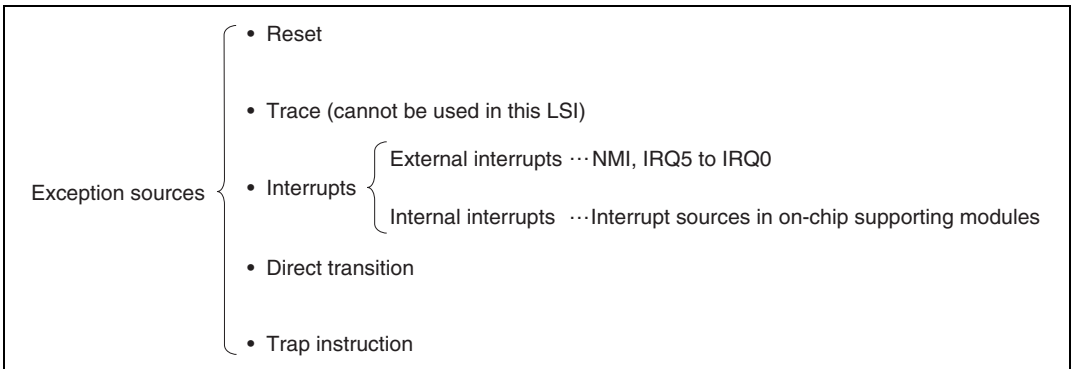 • Reset
• Trace (cannot be used in this LSI)
External interrupts ···NMI, IRQ5 to IRQ0
Exception sources
• Interrupts
Internal interrupts ···Interrupt sources in on-chip supporting modules
• Direct transition
• Trap instruction